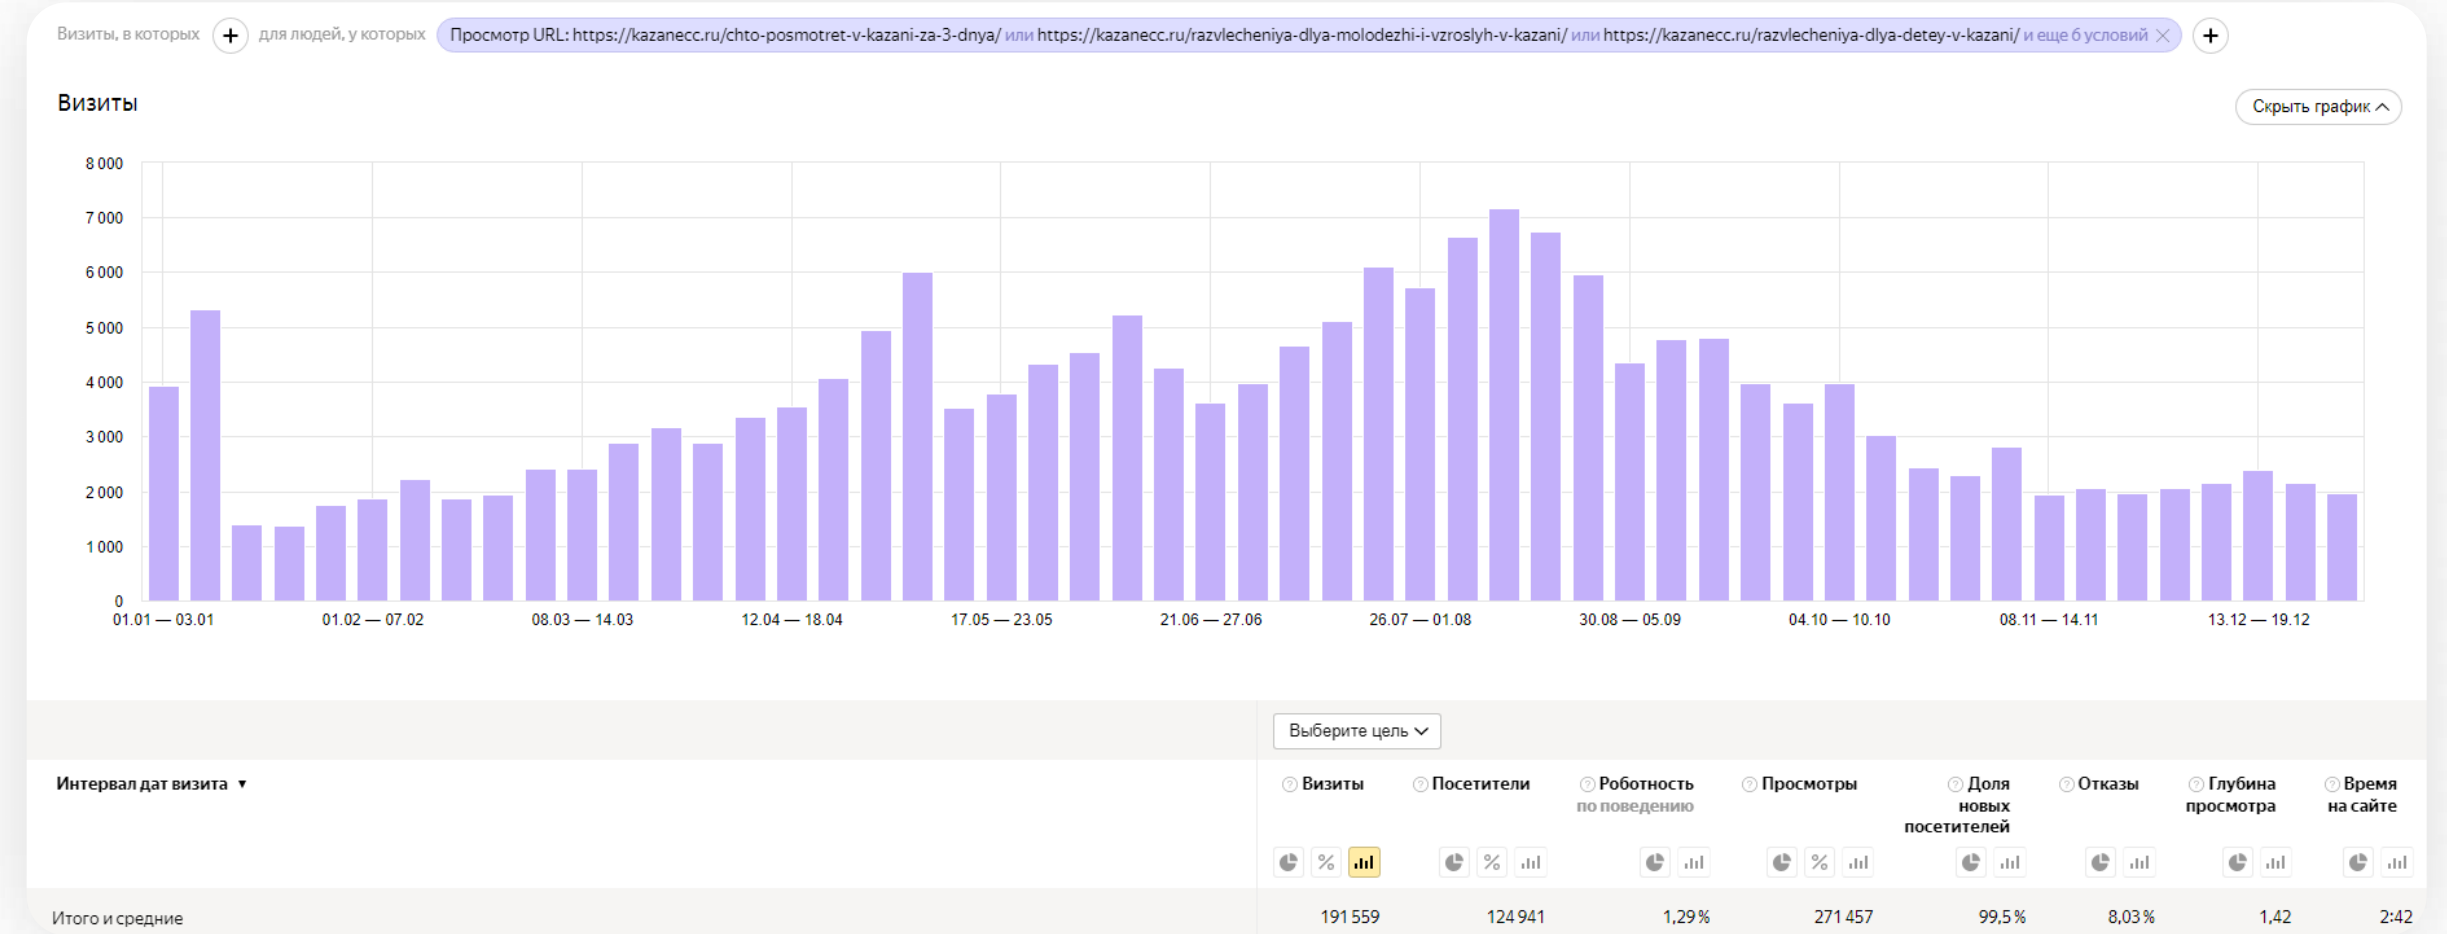 Визиты, в которых + для людей, у которых Просмотр URL: https://kazanecc.ru/chto-posmotret-v-kazani-za-3-dnya/ или https://kazanecc.ru/razvlecheniya-dlya-molodezhi-i-vzroslyh-v-kazani/ или https://kazanecc.ru/razvlecheniya-dlya-detey-v-kazani/ и еще 6 условий × +
Визиты
Скрыть график
8 000
7 000
6 000
5 000
4 000
3 000
2 000
1 000
0
01.01 — 03.01 01.02 — 07.02 08.03 — 14.03 12.04 — 18.04 17.05 — 23.05 21.06 — 27.06 26.07 — 01.08 30.08 — 05.09 04.10 — 10.10 08.11 — 14.11 13.12 — 19.12
Выберите цель
Интервал дат визита ▼ ? Визиты ? Посетители ? Роботность ? Просмотры ? Доля ? Отказы ? Глубина ? Время
по поведению новых просмотра на сайте
посетителей
% % %
Итого и средние 191 559 124 941 1,29 % 271 457 99,5 % 8,03 % 1,42 2:42